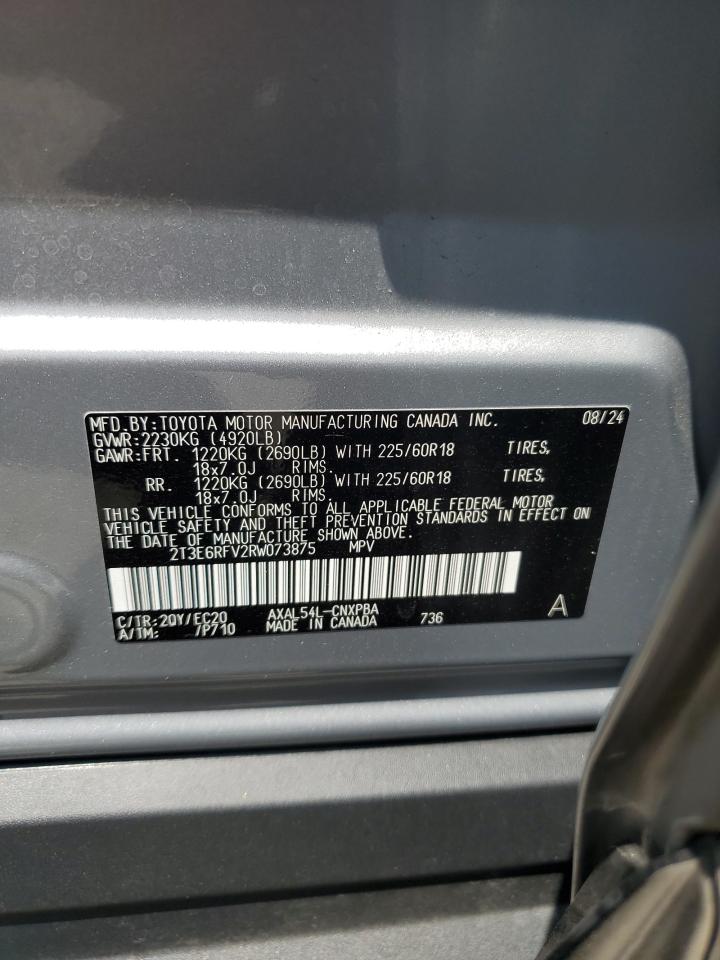 MFD.BY:TOYOTA MOTOR MANUFACTURING CANADA INC. 08/24
GVWR:2230KG (4920LB)
GAWR:FRT. 1220KG (2690LB) WITH 225/60R18 TIRES,
18x7.0J RIMS.
RR. 1220KG (2690LB) WITH 225/60R18 TIRES,
18x7.0J RIMS.
THIS VEHICLE CONFORMS TO ALL APPLICABLE FEDERAL MOTOR
VEHICLE SAFETY AND THEFT PREVENTION STANDARDS IN EFFECT ON
THE DATE OF MANUFACTURE SHOWN ABOVE.
2T3E6RFV2RW073875 MPV
C/TR:2QY/EC20 AXAL54L-CNXPBA A
A/TM: /P710 MADE IN CANADA 736